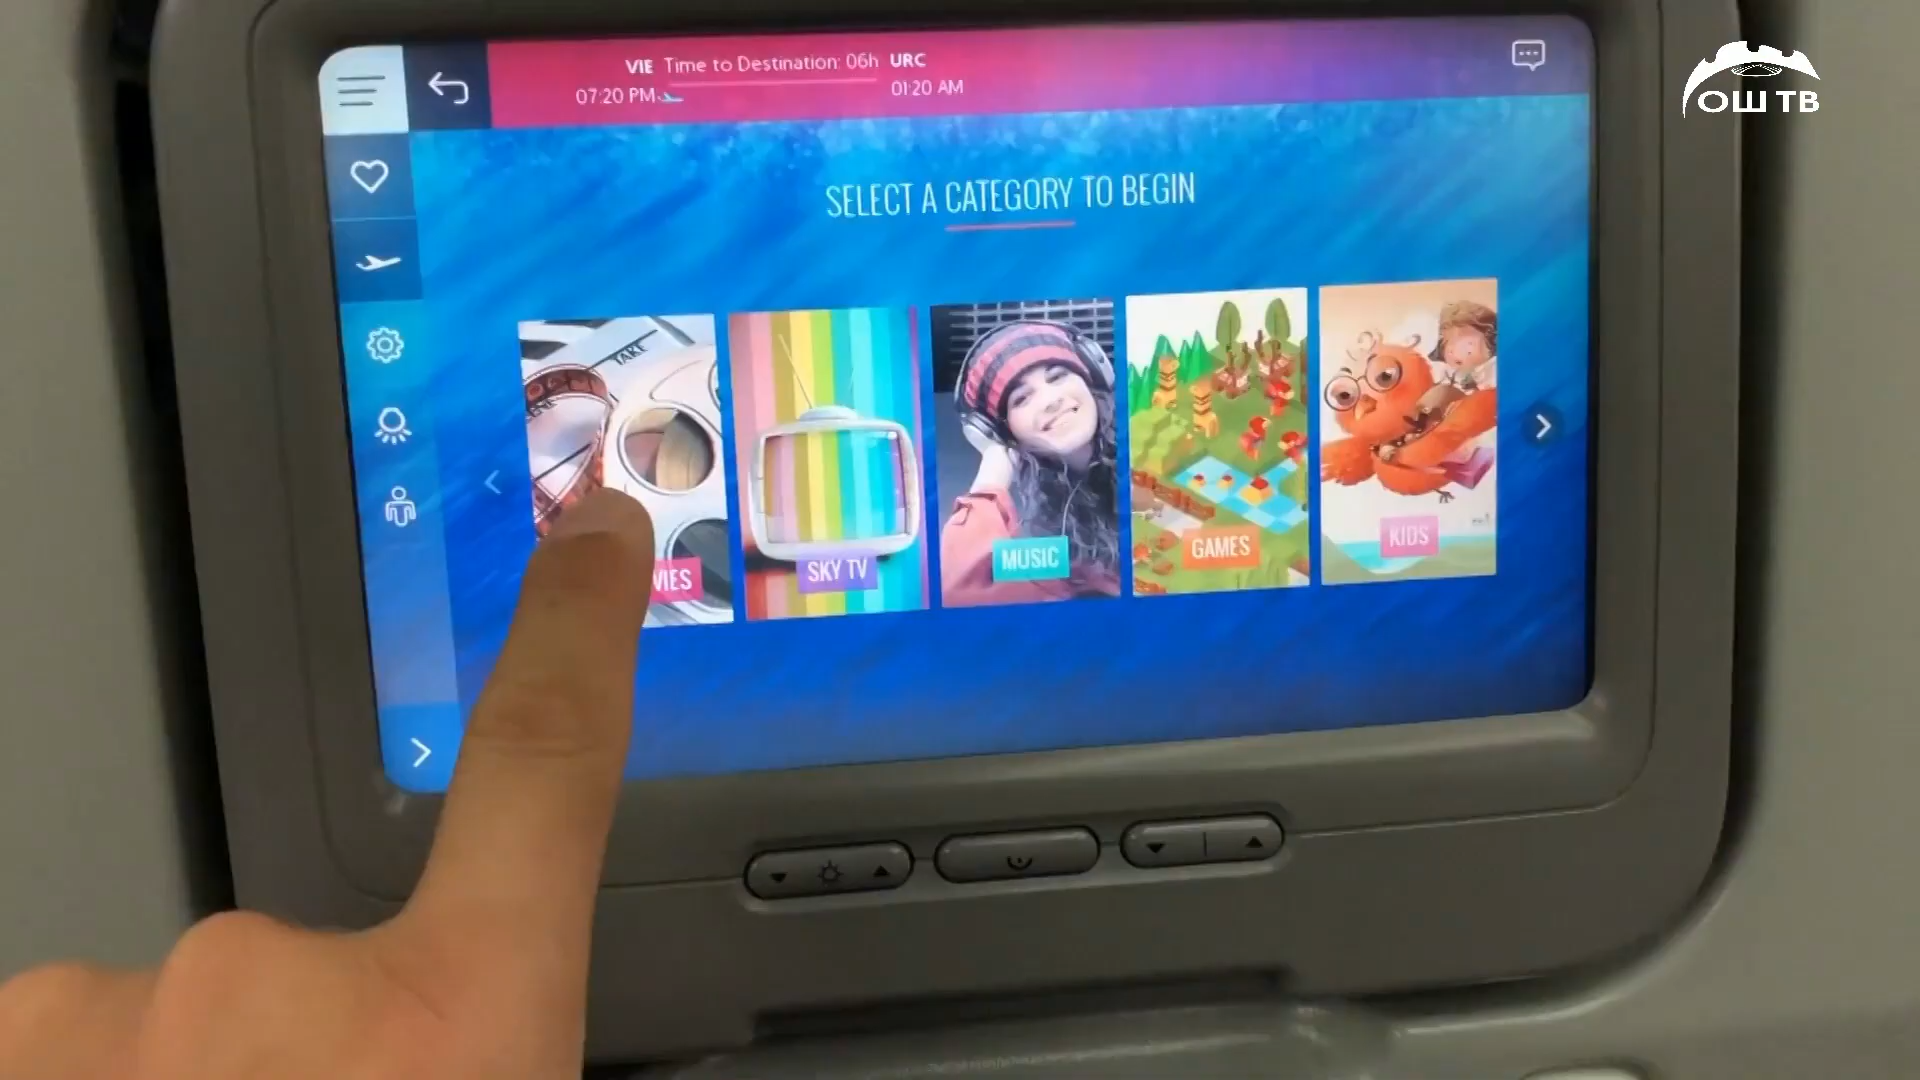 VIE Time to Destination: 06h URC
07:20 PM 01:20 AM
ОШ ТВ
SELECT A CATEGORY TO BEGIN
TAKE
VIES
SKY TV
MUSIC
GAMES
KIDS